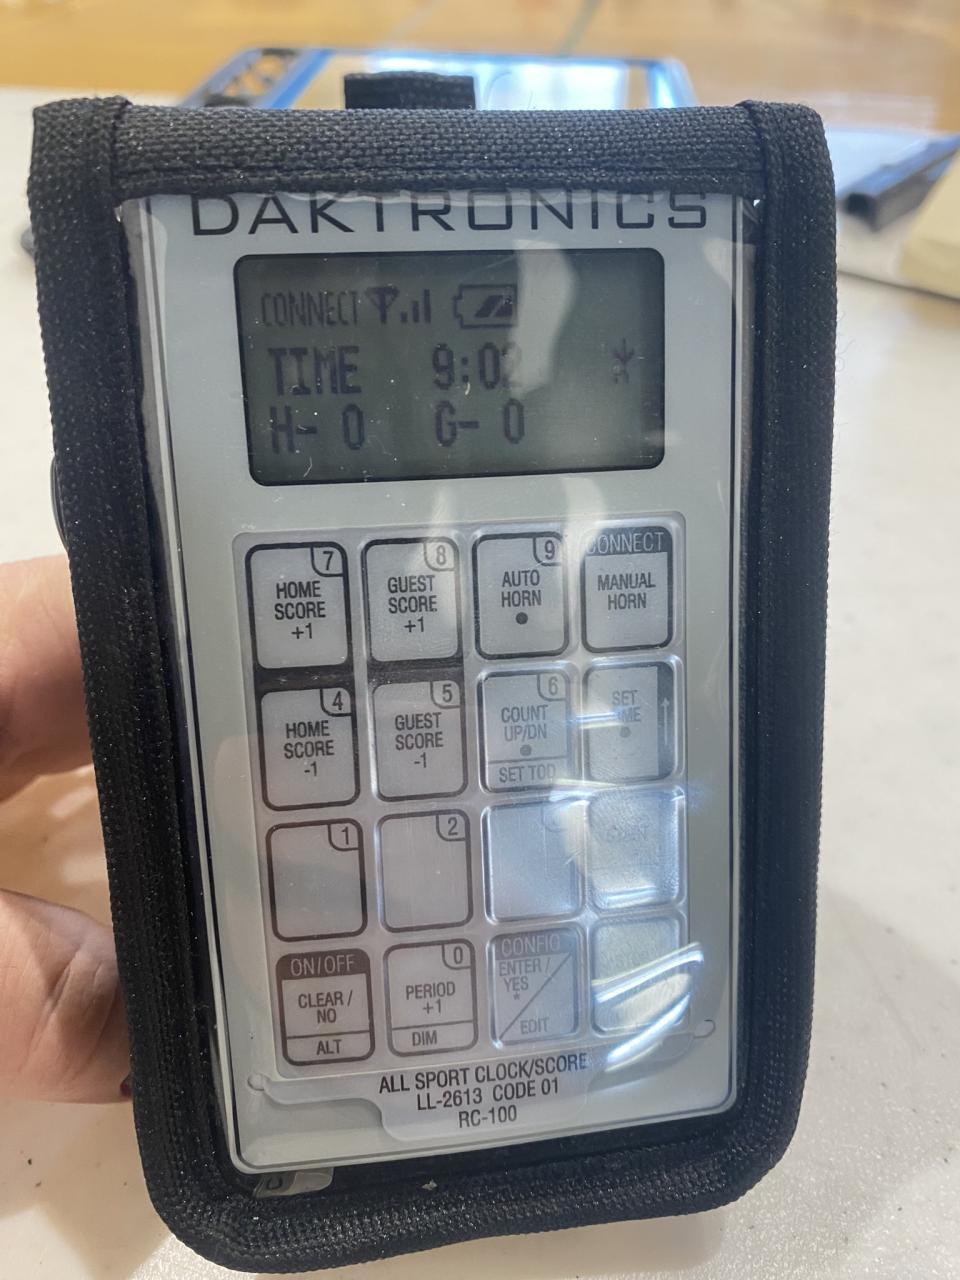 DAKTRONICS
CONNECT
TIME 9:02
H- 0 G- 0
7
HOME
SCORE
+1
8
GUEST
SCORE
+1
9
AUTO
HORN
CONNECT
MANUAL
HORN
4
HOME
SCORE
-1
5
GUEST
SCORE
-1
6
COUNT
UP/DN
SET TOD
SET
1
2
ON/OFF
CLEAR/
NO
ALT
0
PERIOD
+1
DIM
CONFIG
ENTER/
YES
*
EDIT
ALL SPORT CLOCK/SCORE
LL-2613 CODE 01
RC-100